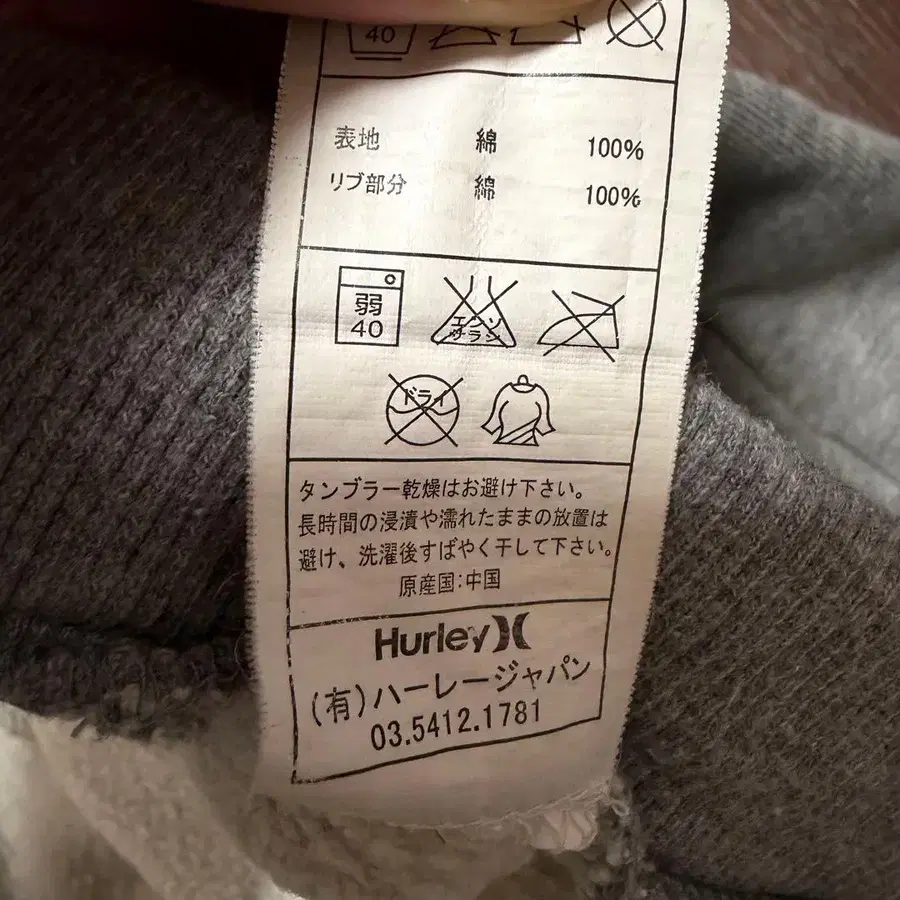 40
表地 綿 100%
リブ部分 綿 100%
弱
40
エンソ
サラシ
ドライ
タンブラー乾燥はお避け下さい。
長時間の浸漬や濡れたままの放置は
避け、洗濯後すばやく干して下さい。
原産国:中国
Hurley
(有)ハーレージャパン
03.5412.1781